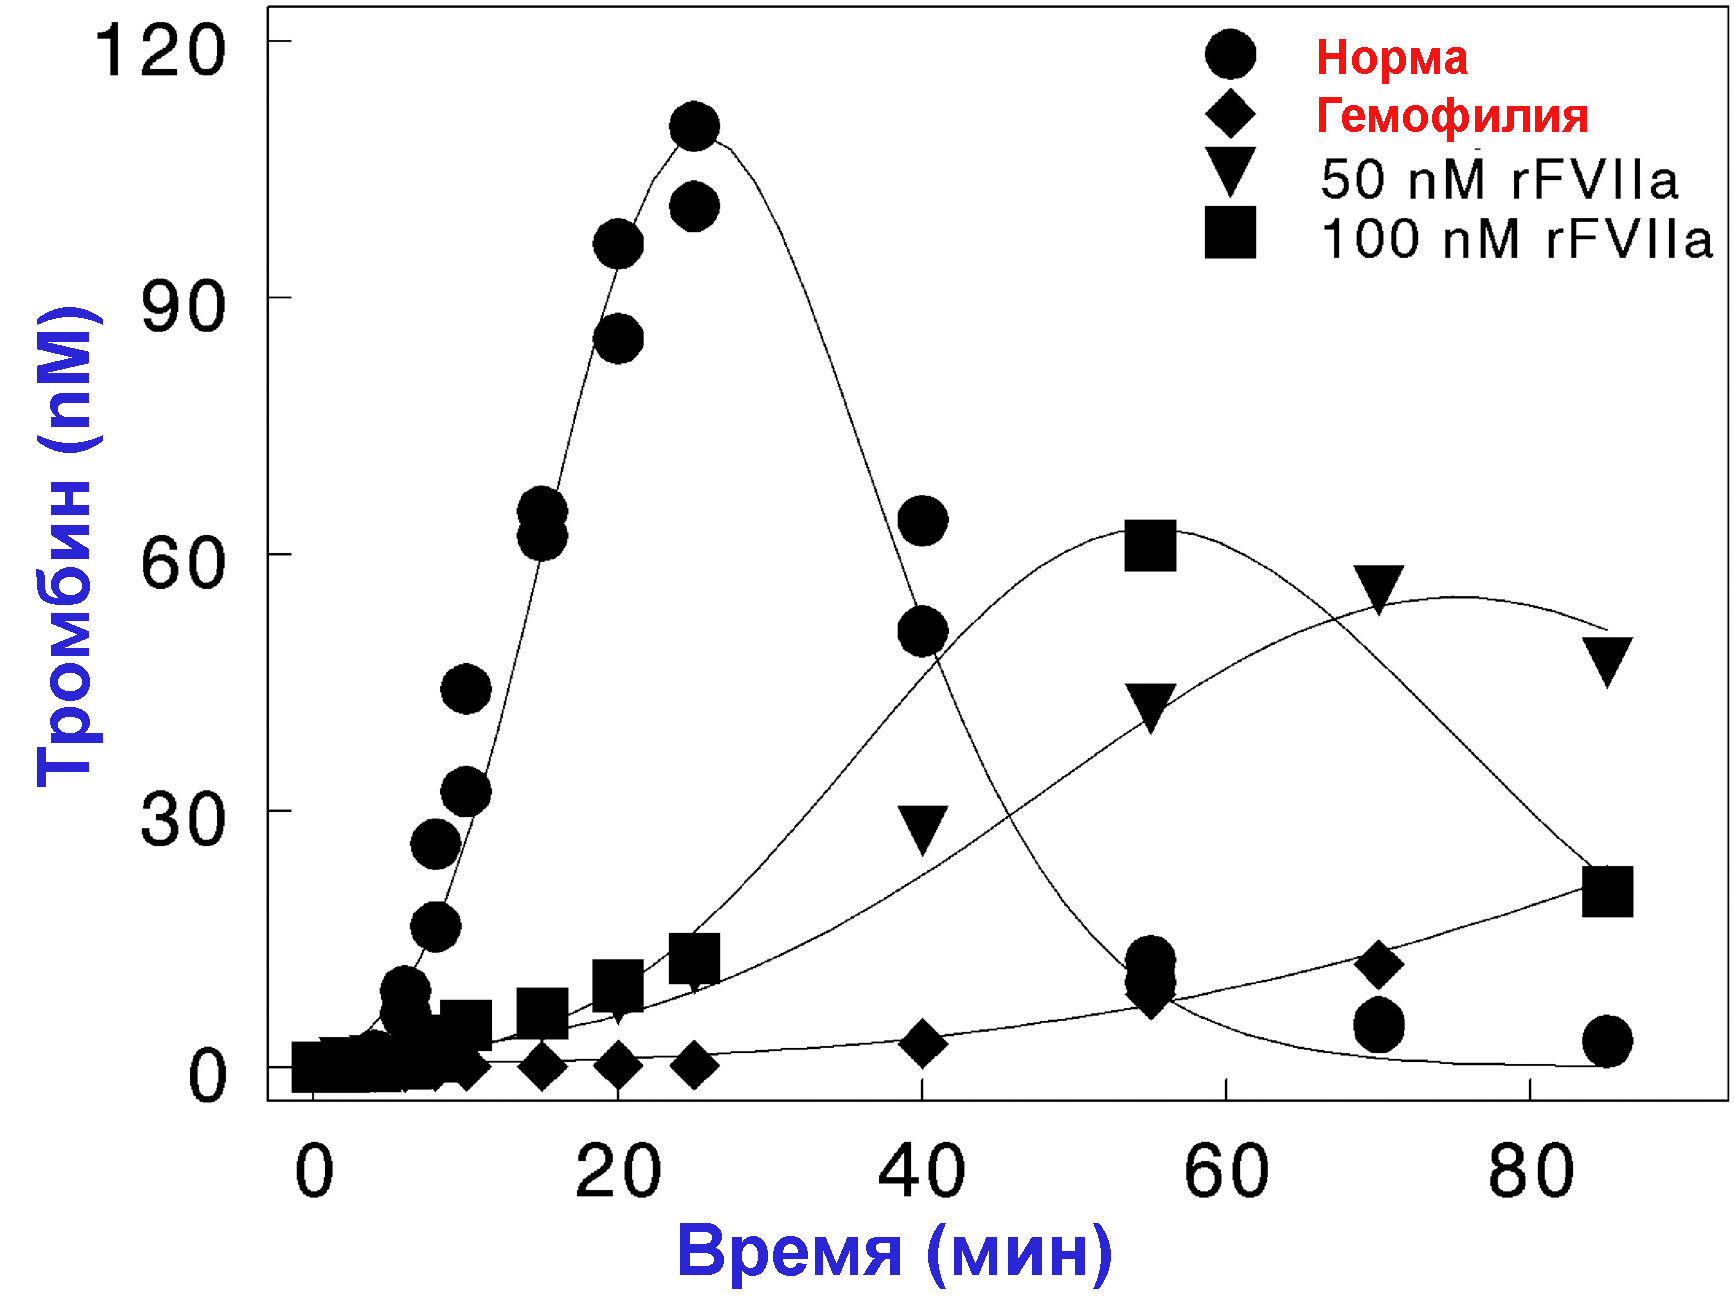 120
90
60
30
0
Тромбин (nM)
Норма
Гемофилия
50 nM rFVIIa
100 nM rFVIIa
0 20 40 60 80
Время (мин)